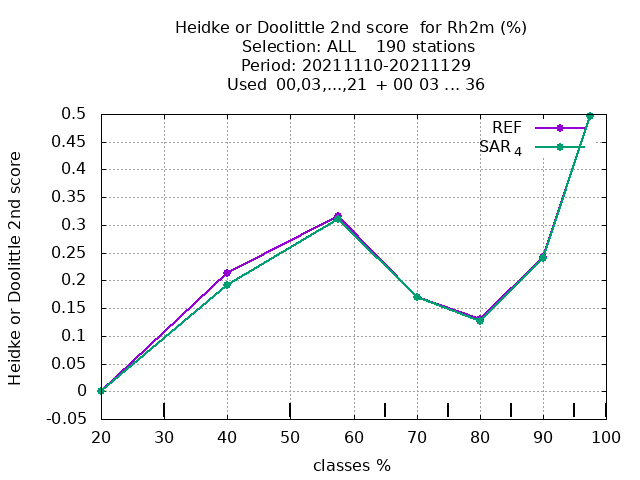 Heidke or Doolittle 2nd score  for Rh2m (%)
Selection: ALL    190 stations
Period: 20211110-20211129
Used  00,03,...,21  + 00 03 ... 36
REF
SAR 4
0.5
0.45
0.4
0.35
0.3
0.25
0.2
0.15
0.1
0.05
0
-0.05
Heidke or Doolittle 2nd score
20 30 40 50 60 70 80 90 100
classes %